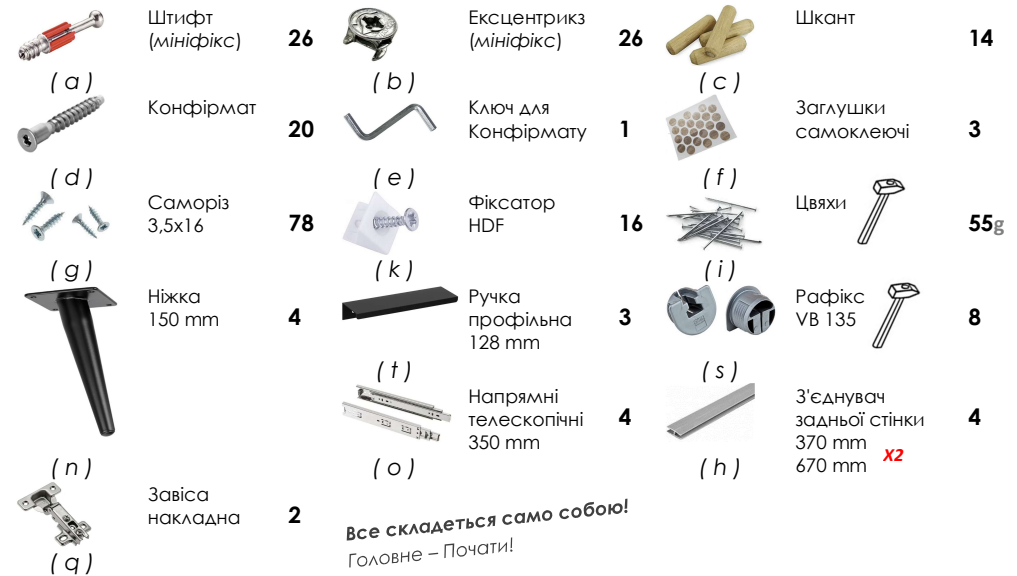 Штифт
(мініфікс)
26
( a )
Ексцентрикз
(мініфікс)
26
( b )
Шкант
14
( c )
Конфірмат
20
( d )
Ключ для
Конфірмату
1
( e )
Заглушки
самоклеючі
3
( f )
Саморіз
3,5x16
78
( g )
Фіксатор
HDF
16
( k )
Цвяхи
55g
( i )
Ніжка
150 mm
4
( n )
Ручка
профільна
128 mm
3
( t )
Рафікс
VB 135
8
( s )
Напрямні
телескопічні
350 mm
4
( o )
З'єднувач
задньої стінки
370 mm
670 mm
X2
4
( h )
Завіса
накладна
2
( q )
Все складеться само собою!
Головне – Почати!